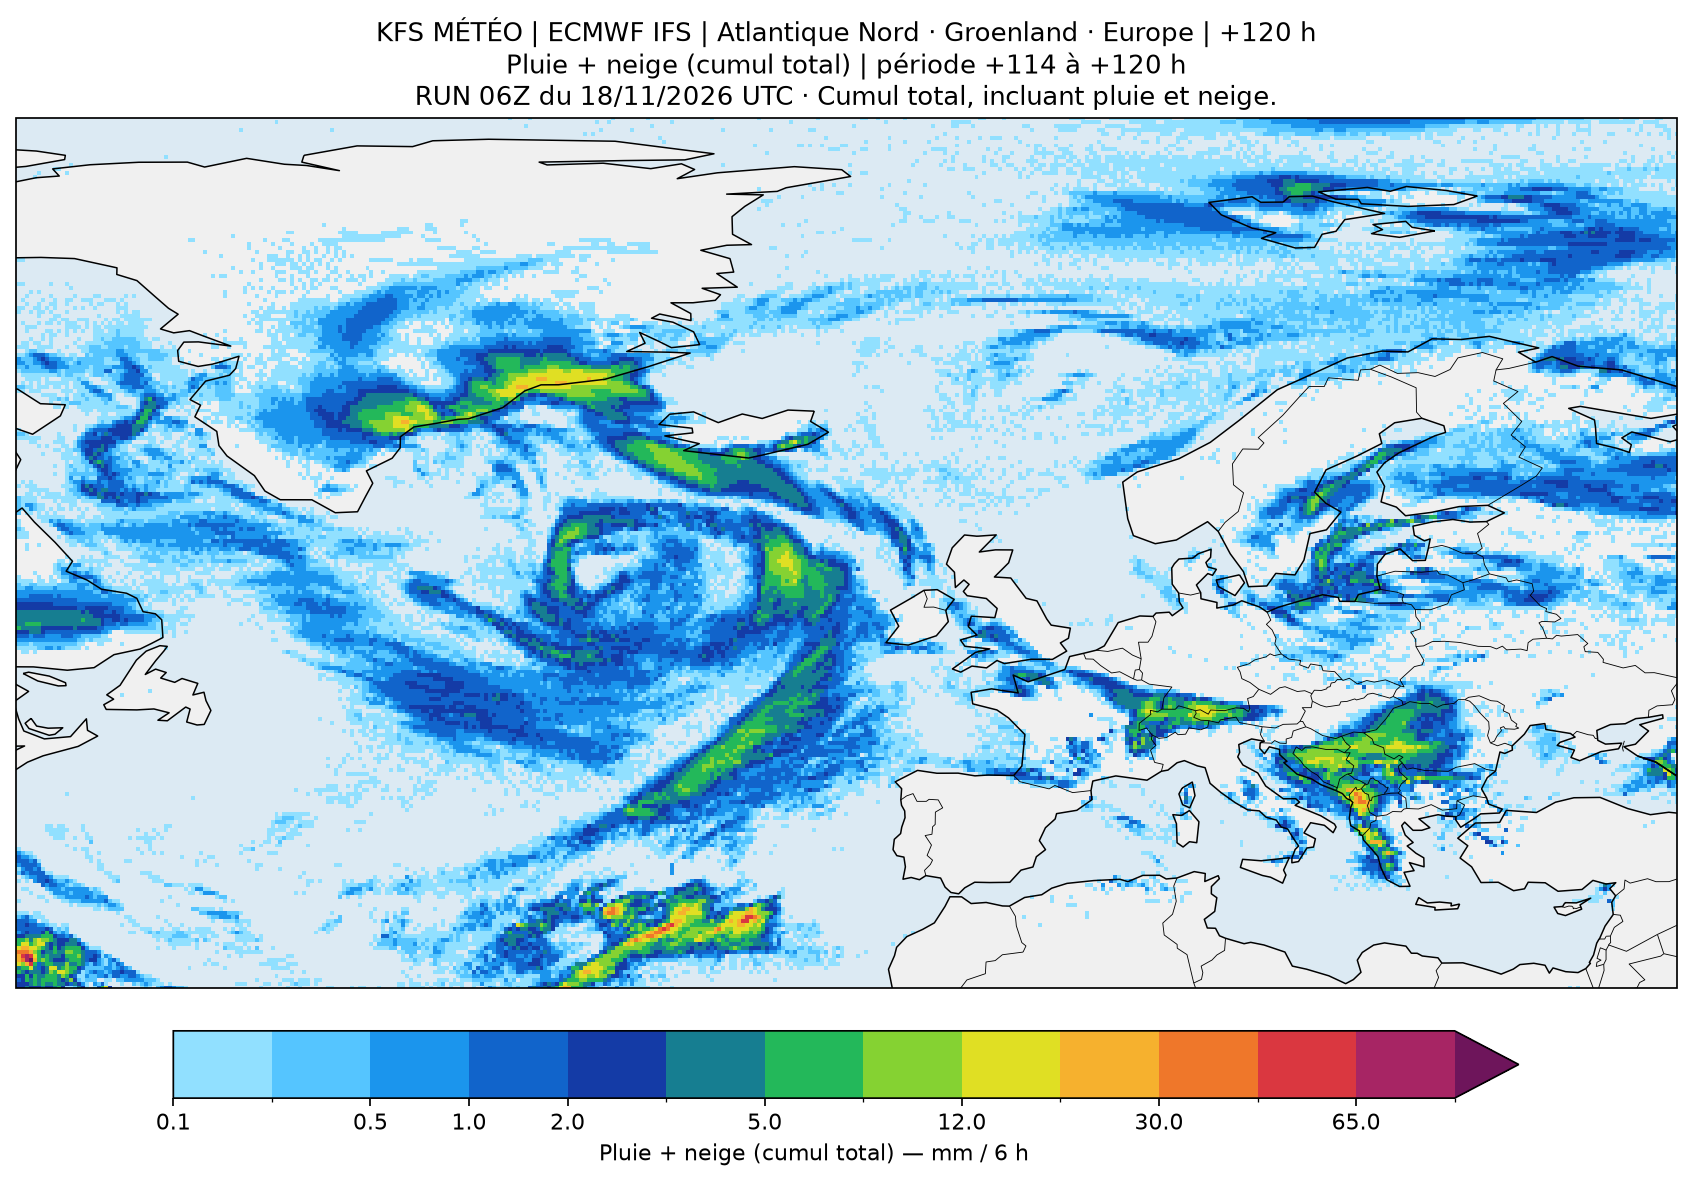 KFS MÉTÉO | ECMWF IFS | Atlantique Nord · Groenland · Europe | +120 h
Pluie + neige (cumul total) | période +114 à +120 h
RUN 06Z du 18/11/2026 UTC · Cumul total, incluant pluie et neige.
0.1 0.5 1.0 2.0 5.0 12.0 30.0 65.0
Pluie + neige (cumul total) — mm / 6 h